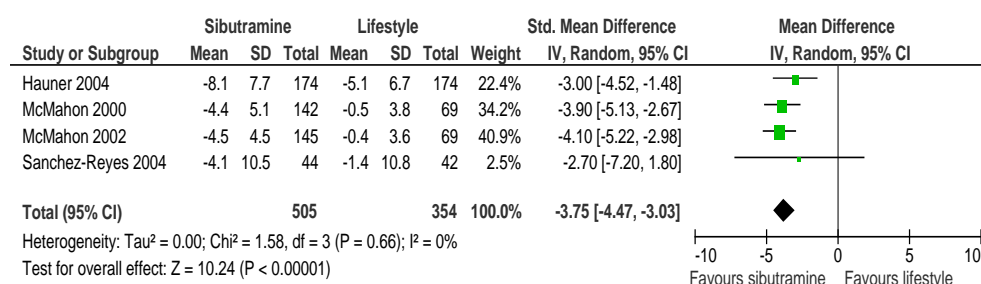 Sibutramine Lifestyle Std. Mean Difference Mean Difference
Study or Subgroup Mean SD Total Mean SD Total Weight IV, Random, 95% CI IV, Random, 95% CI
Hauner 2004 -8.1 7.7 174 -5.1 6.7 174 22.4% -3.00 [-4.52, -1.48]
McMahon 2000 -4.4 5.1 142 -0.5 3.8 69 34.2% -3.90 [-5.13, -2.67]
McMahon 2002 -4.5 4.5 145 -0.4 3.6 69 40.9% -4.10 [-5.22, -2.98]
Sanchez-Reyes 2004 -4.1 10.5 44 -1.4 10.8 42 2.5% -2.70 [-7.20, 1.80]
Total (95% CI) 505 354 100.0% -3.75 [-4.47, -3.03]
Heterogeneity: Tau² = 0.00; Chi² = 1.58, df = 3 (P = 0.66); I² = 0%
Test for overall effect: Z = 10.24 (P < 0.00001)
-10 -5 0 5 10
Favours sibutramine Favours lifestyle